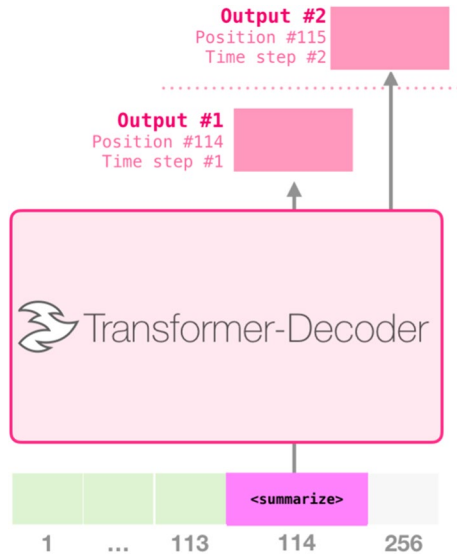 Output #2
Position #115
Time step #2
Output #1
Position #114
Time step #1
Transformer-Decoder
<summarize>
1 ... 113 114 256